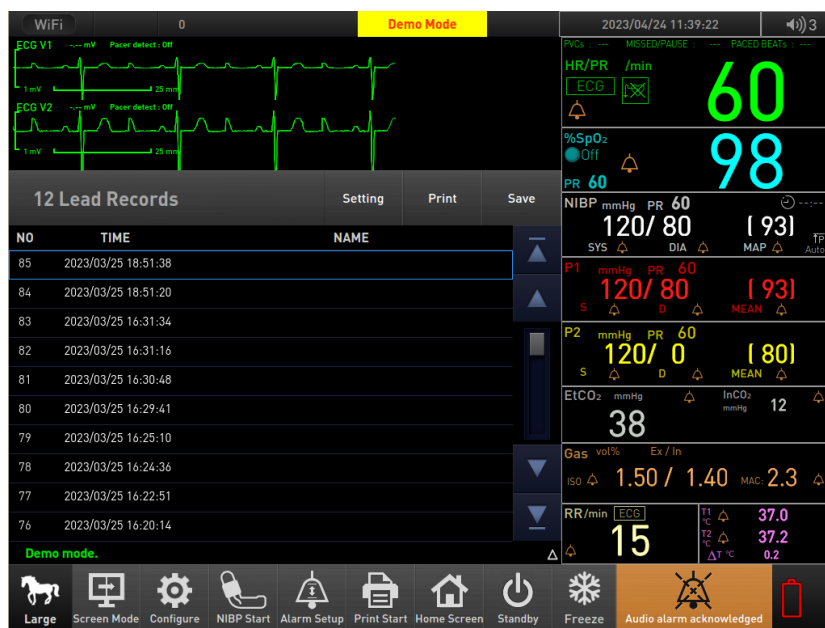 WiFi 0 Demo Mode 2023/04/24 11:39:22 3
ECG V1 -.-- mV Pacer detect : Off
1 mV 25 mm
ECG V2 -.-- mV Pacer detect : Off
1 mV 25 mm
12 Lead Records Setting Print Save
NO TIME NAME
85 2023/03/25 18:51:38
84 2023/03/25 18:51:20
83 2023/03/25 16:31:34
82 2023/03/25 16:31:16
81 2023/03/25 16:30:48
80 2023/03/25 16:29:41
79 2023/03/25 16:25:10
78 2023/03/25 16:24:36
77 2023/03/25 16:22:51
76 2023/03/25 16:20:14
Demo mode.
PVCs : --- MISSED/PAUSE : --- PACED BEATs : ---
HR/PR /min
ECG
60
%SpO₂
Off
98
PR 60
NIBP mmHg PR 60 --:--
120/ 80 ( 93)
SYS DIA MAP Auto
P1 mmHg PR 60
120/ 80 ( 93)
S D MEAN
P2 mmHg PR 60
120/ 0 ( 80)
S D MEAN
EtCO₂ mmHg InCO₂
mmHg 12
38
Gas vol% Ex / In
ISO 1.50 / 1.40 MAC: 2.3
RR/min ECG
15
T1 °C 37.0
T2 °C 37.2
ΔT °C 0.2
Large Screen Mode Configure NIBP Start Alarm Setup Print Start Home Screen Standby Freeze Audio alarm acknowledged